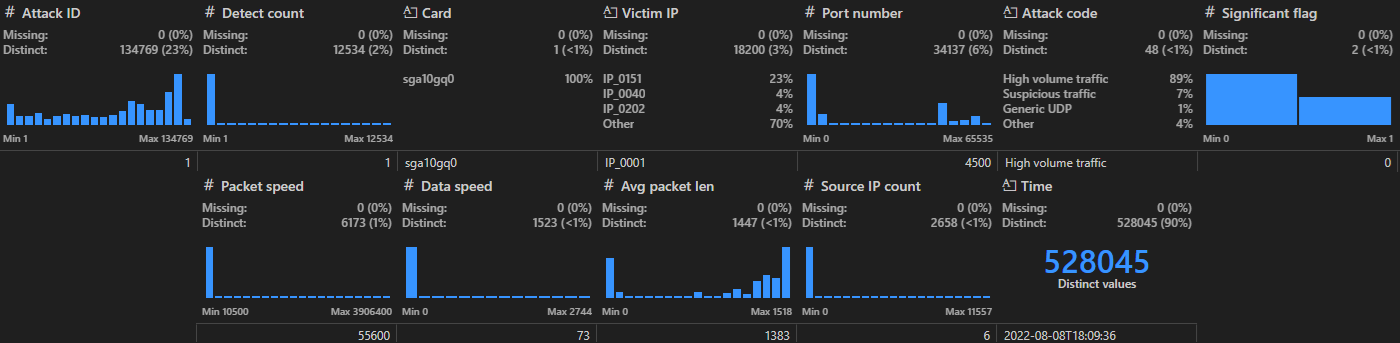 # Attack ID
Missing: 0 (0%)
Distinct: 134769 (23%)
Min 1 Max 134769
1
# Detect count
Missing: 0 (0%)
Distinct: 12534 (2%)
Min 1 Max 12534
1
Card
Missing: 0 (0%)
Distinct: 1 (<1%)
sga10gq0 100%
sga10gq0
Victim IP
Missing: 0 (0%)
Distinct: 18200 (3%)
IP_0151 23%
IP_0040 4%
IP_0202 4%
Other 70%
IP_0001
# Port number
Missing: 0 (0%)
Distinct: 34137 (6%)
Min 0 Max 65535
4500
Attack code
Missing: 0 (0%)
Distinct: 48 (<1%)
High volume traffic 89%
Suspicious traffic 7%
Generic UDP 1%
Other 4%
High volume traffic
# Significant flag
Missing: 0 (0%)
Distinct: 2 (<1%)
Min 0 Max 1
0
# Packet speed
Missing: 0 (0%)
Distinct: 6173 (1%)
Min 10500 Max 3906400
55600
# Data speed
Missing: 0 (0%)
Distinct: 1523 (<1%)
Min 0 Max 2744
73
# Avg packet len
Missing: 0 (0%)
Distinct: 1447 (<1%)
Min 0 Max 1518
1383
# Source IP count
Missing: 0 (0%)
Distinct: 2658 (<1%)
Min 0 Max 11557
6
Time
Missing: 0 (0%)
Distinct: 528045 (90%)
528045
Distinct values
2022-08-08T18:09:36